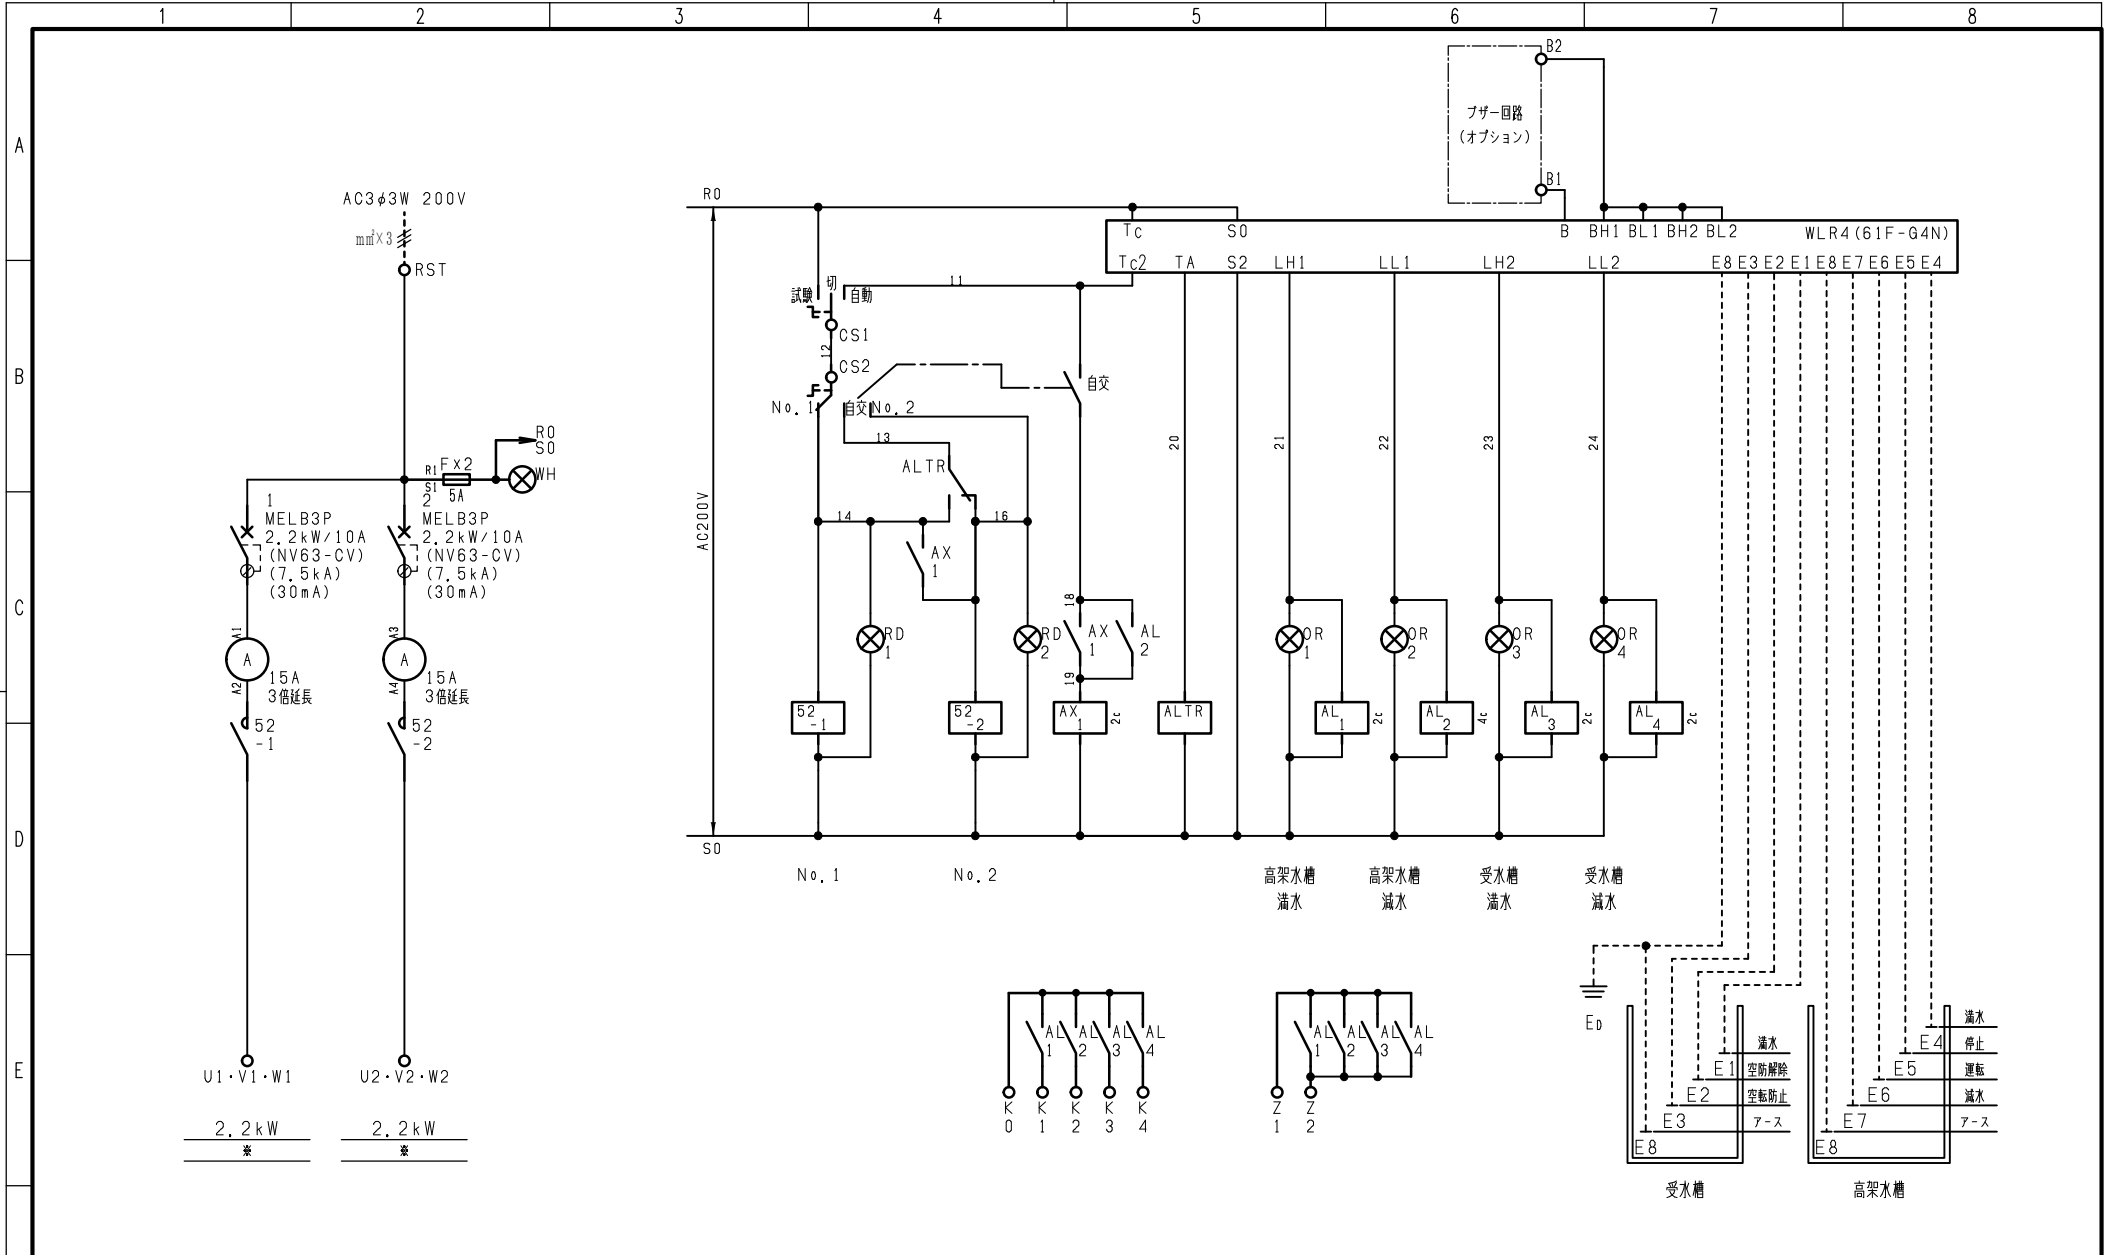 1 2 3 4 5 6 7 8
A
B
C
D
E
B2
ブザー回路
(オプション)
B1
AC3φ3W 200V
mm²×3
RST
R0
S0
R1 F×2
WH
S1 5A
1
MELB3P
2.2kW/10A
(NV63-CV)
(7.5kA)
(30mA)
2
MELB3P
2.2kW/10A
(NV63-CV)
(7.5kA)
(30mA)
A1
A
A2
15A
3倍延長
52
-1
A3
A
A4
15A
3倍延長
52
-2
U1・V1・W1
U2・V2・W2
2.2kW
※
2.2kW
※
R0
AC200V
S0
Tc S0 B BH1 BL1 BH2 BL2 WLR4(61F-G4N)
Tc2 TA S2 LH1 LL1 LH2 LL2 E8 E3 E2 E1 E8 E7 E6 E5 E4
試験 切 自動
11
CS1
12
CS2
No.1 自交 No.2
自交
13
ALTR
14
16
AX
1
20
21
22
23
24
18
19
RD
1
RD
2
AX
1
AL
2
OR
1
OR
2
OR
3
OR
4
52
-1
52
-2
AX
1
2c
ALTR
AL
1
2c
AL
2
4c
AL
3
2c
AL
4
2c
No.1
No.2
高架水槽
満水
高架水槽
減水
受水槽
満水
受水槽
減水
AL
1
AL
2
AL
3
AL
4
K
0
K
1
K
2
K
3
K
4
AL
1
AL
2
AL
3
AL
4
Z
1
Z
2
ED
満水
E1 空防解除
E2 空転防止
E3 アース
E8
受水槽
満水
E4 停止
E5 運転
E6 減水
E7 アース
E8
高架水槽